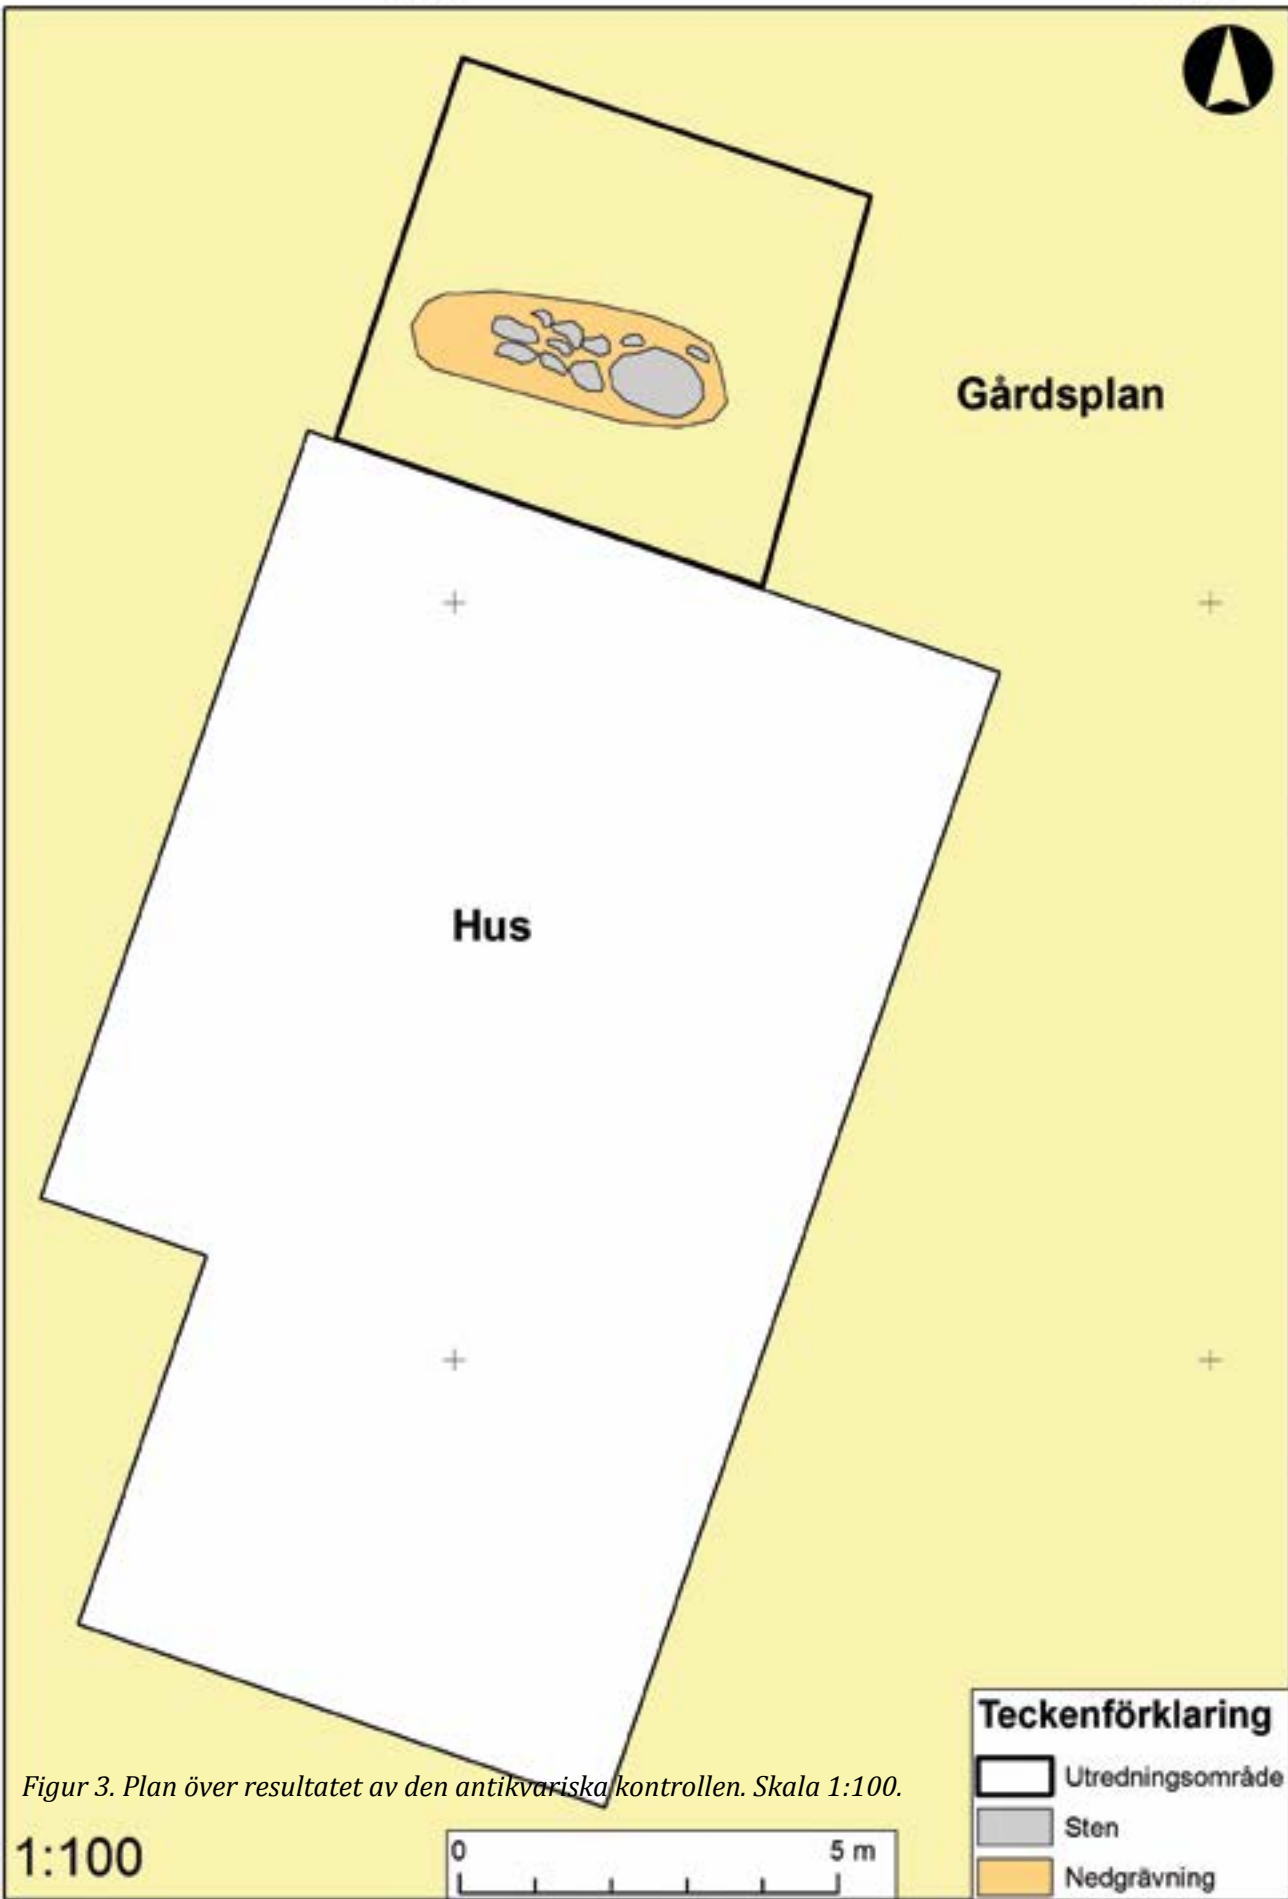 Gårdsplan
Hus
Figur 3. Plan över resultatet av den antikvariska kontrollen. Skala 1:100.
1:100
0 5 m
Teckenförklaring
Utredningsområde
Sten
Nedgrävning